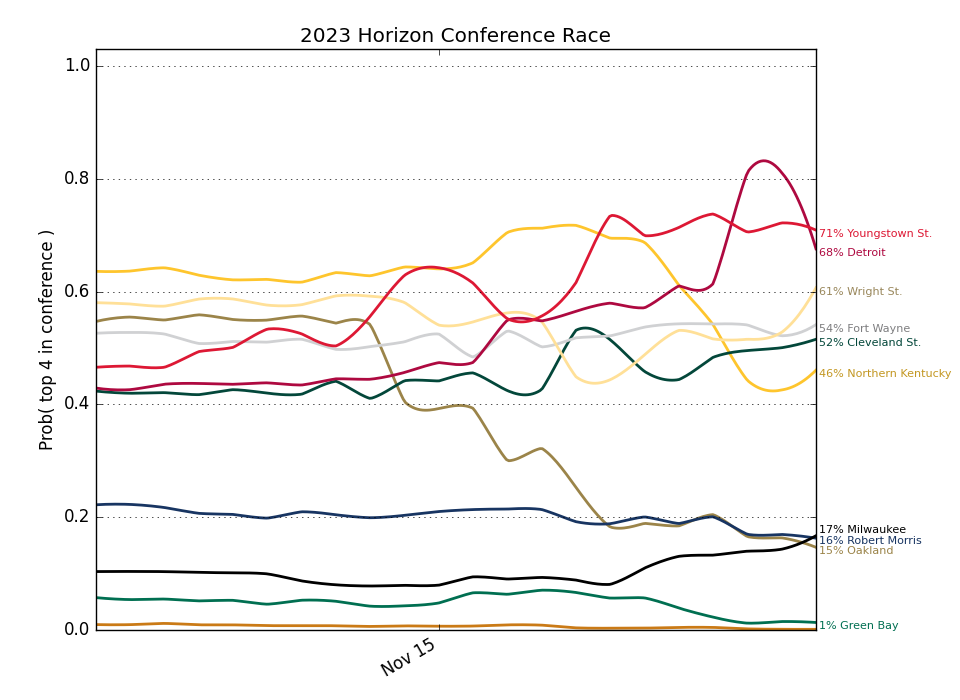 2023 Horizon Conference Race
Prob( top 4 in conference )
1.0
0.8
0.6
0.4
0.2
0.0
Nov 15
71% Youngstown St.
68% Detroit
61% Wright St.
54% Fort Wayne
52% Cleveland St.
46% Northern Kentucky
17% Milwaukee
16% Robert Morris
15% Oakland
1% Green Bay